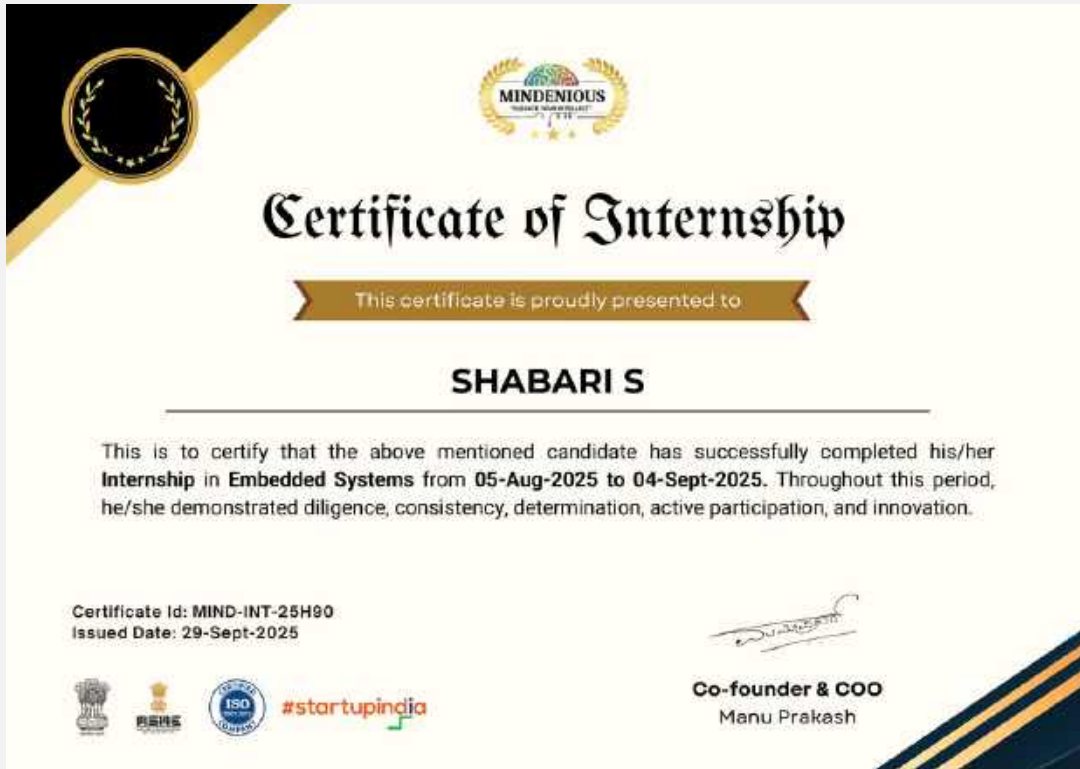 MINDENIOUS
Certificate of Internship
This certificate is proudly presented to
SHABARI S
This is to certify that the above mentioned candidate has successfully completed his/her
Internship in Embedded Systems from 05-Aug-2025 to 04-Sept-2025. Throughout this period,
he/she demonstrated diligence, consistency, determination, active participation, and innovation.
Certificate Id: MIND-INT-25H90
Issued Date: 29-Sept-2025
CERTIFIED
ISO
COMPANY
#startupindia
Co-founder & COO
Manu Prakash